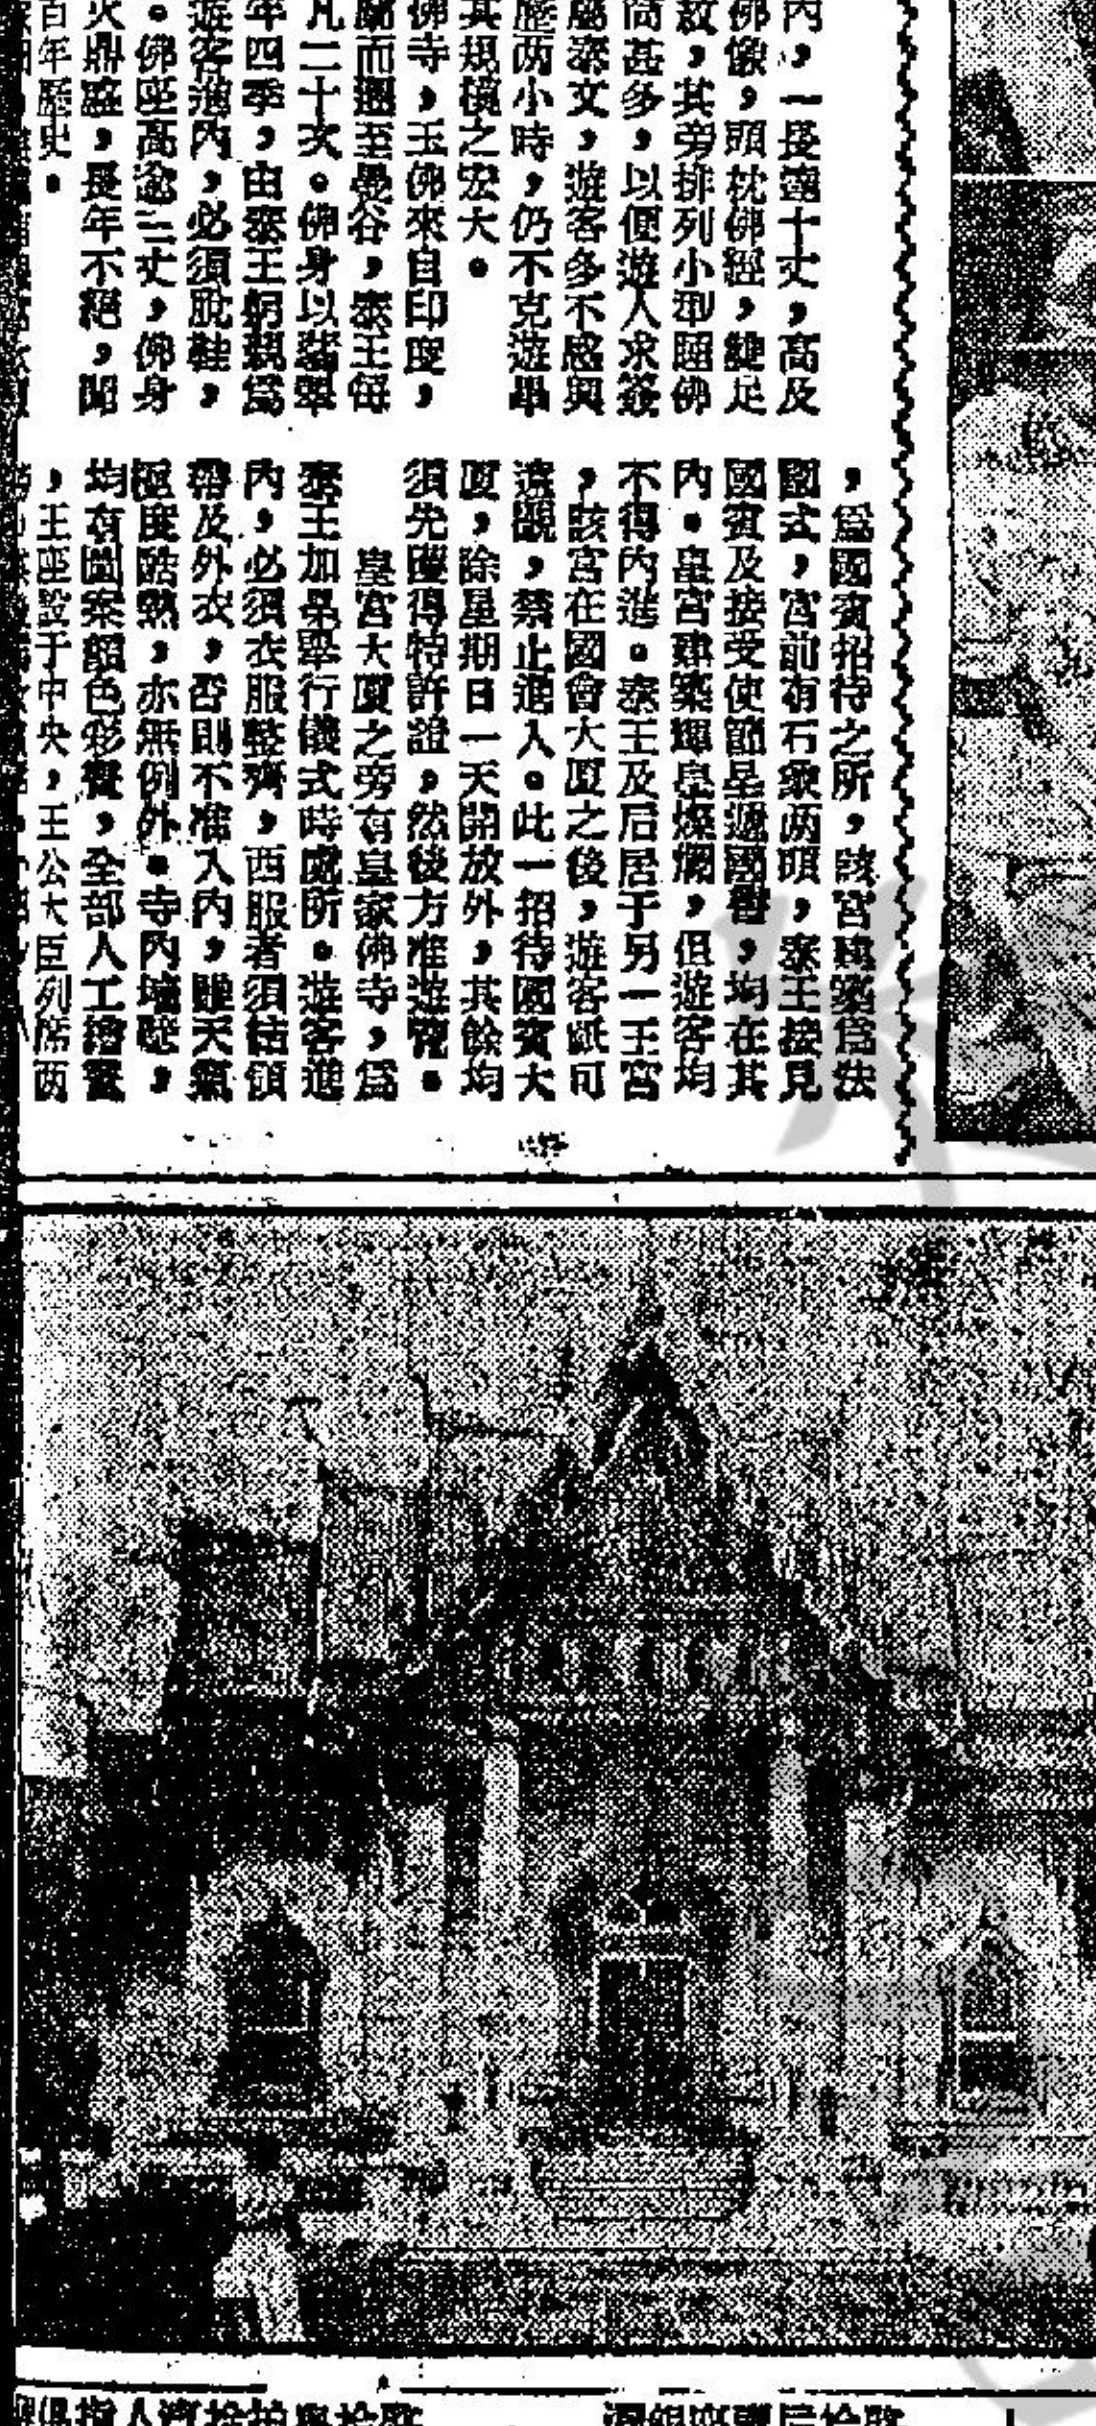 內，一長適十丈，高及
佛像，頭枕佛經，雙足
故，其旁排列小型睡佛
筒甚多，以便遊人求簽
屬泰文，遊客多不感興
歷两小時，仍不克遊畢
其規模之宏大。
佛寺，玉佛來自印度，
而運至曼谷，泰王每
凡二十次。佛身以翡翠
年四季，由泰王躬親為
遊客進內，必須脫鞋，
。佛座高逾三丈，佛身
火鼎盛，長年不絕，聞
百年歷史。
，爲國賓招待之所，該宮建築爲法
國式，宮前有石象两頭，泰王接見
國賓及接受使節呈遞國書，均在其
內。皇宮建築輝皇燦爛，但遊客均
不得內進。泰王及后居于另一王宮
，該宮在國會大厦之後，遊客祇可
遠觀，禁止進入。此一招待國賓大
厦，除星期日一天開放外，其餘均
須先獲得特許證，然後方准遊覽。
皇宮大厦之旁有皇家佛寺，爲
泰王加冕舉行儀式時處所。遊客進
內，必須衣服整齊，西服者須結領
帶及外衣，否則不准入內，雖天氣
極度酷熱，亦無例外。寺內墻壁，
均有圖案顏色彩覺，全部人工繪畫
，王座設于中央，王公大臣列席两